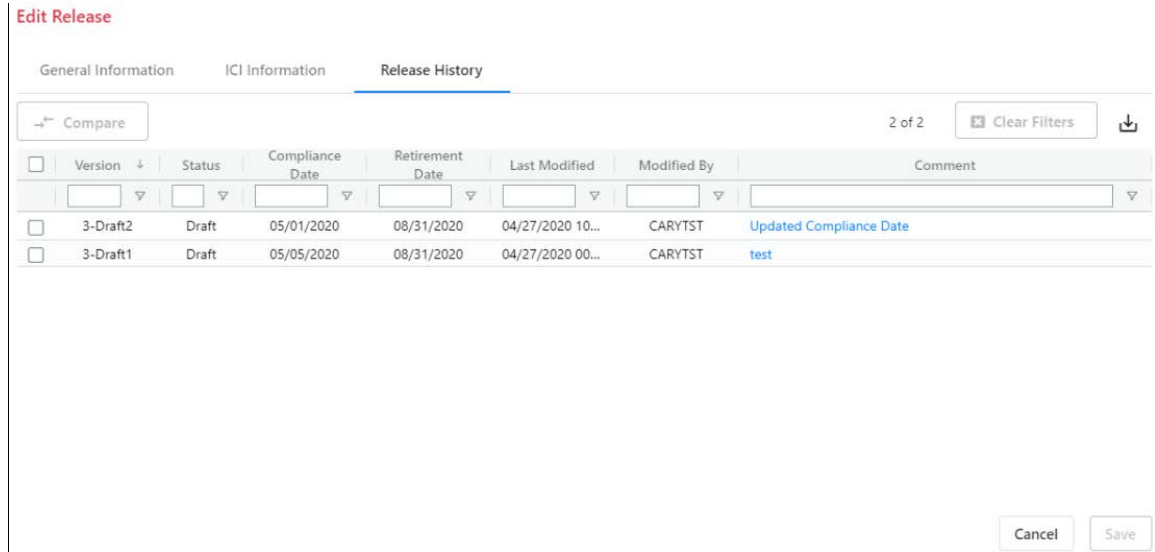 Edit Release
General Information ICI Information Release History
Compare 2 of 2 Clear Filters
Version Status Compliance Date Retirement Date Last Modified Modified By Comment
3-Draft2 Draft 05/01/2020 08/31/2020 04/27/2020 10... CARYTST Updated Compliance Date
3-Draft1 Draft 05/05/2020 08/31/2020 04/27/2020 00... CARYTST test
Cancel Save